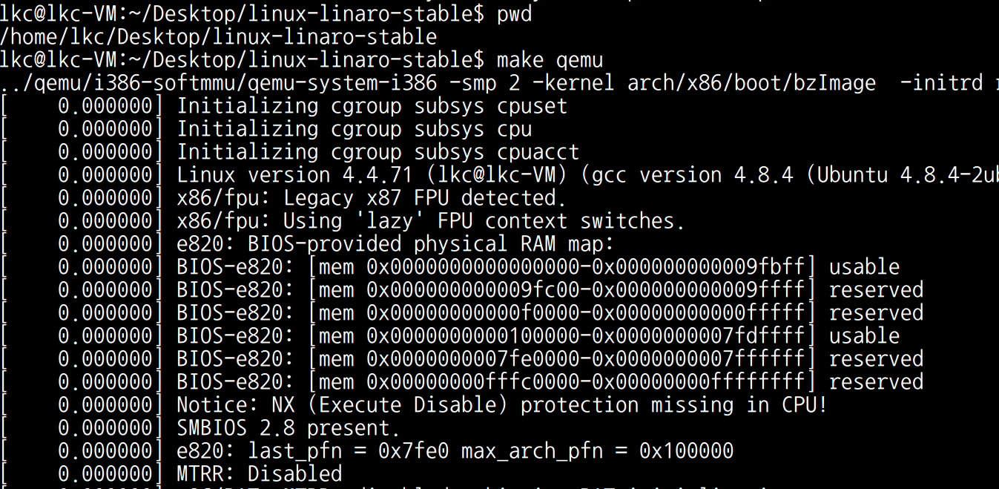 lkc@lkc-VM:~/Desktop/linux-linaro-stable$ pwd
/home/lkc/Desktop/linux-linaro-stable
lkc@lkc-VM:~/Desktop/linux-linaro-stable$ make qemu
../qemu/i386-softmmu/qemu-system-i386 -smp 2 -kernel arch/x86/boot/bzImage  -initrd
[    0.000000] Initializing cgroup subsys cpuset
[    0.000000] Initializing cgroup subsys cpu
[    0.000000] Initializing cgroup subsys cpuacct
[    0.000000] Linux version 4.4.71 (lkc@lkc-VM) (gcc version 4.8.4 (Ubuntu 4.8.4-2ub
[    0.000000] x86/fpu: Legacy x87 FPU detected.
[    0.000000] x86/fpu: Using 'lazy' FPU context switches.
[    0.000000] e820: BIOS-provided physical RAM map:
[    0.000000] BIOS-e820: [mem 0x0000000000000000-0x000000000009fbff] usable
[    0.000000] BIOS-e820: [mem 0x000000000009fc00-0x000000000009ffff] reserved
[    0.000000] BIOS-e820: [mem 0x00000000000f0000-0x00000000000fffff] reserved
[    0.000000] BIOS-e820: [mem 0x0000000000100000-0x0000000007fdffff] usable
[    0.000000] BIOS-e820: [mem 0x0000000007fe0000-0x0000000007ffffff] reserved
[    0.000000] BIOS-e820: [mem 0x00000000fffc0000-0x00000000ffffffff] reserved
[    0.000000] Notice: NX (Execute Disable) protection missing in CPU!
[    0.000000] SMBIOS 2.8 present.
[    0.000000] e820: last_pfn = 0x7fe0 max_arch_pfn = 0x100000
[    0.000000] MTRR: Disabled